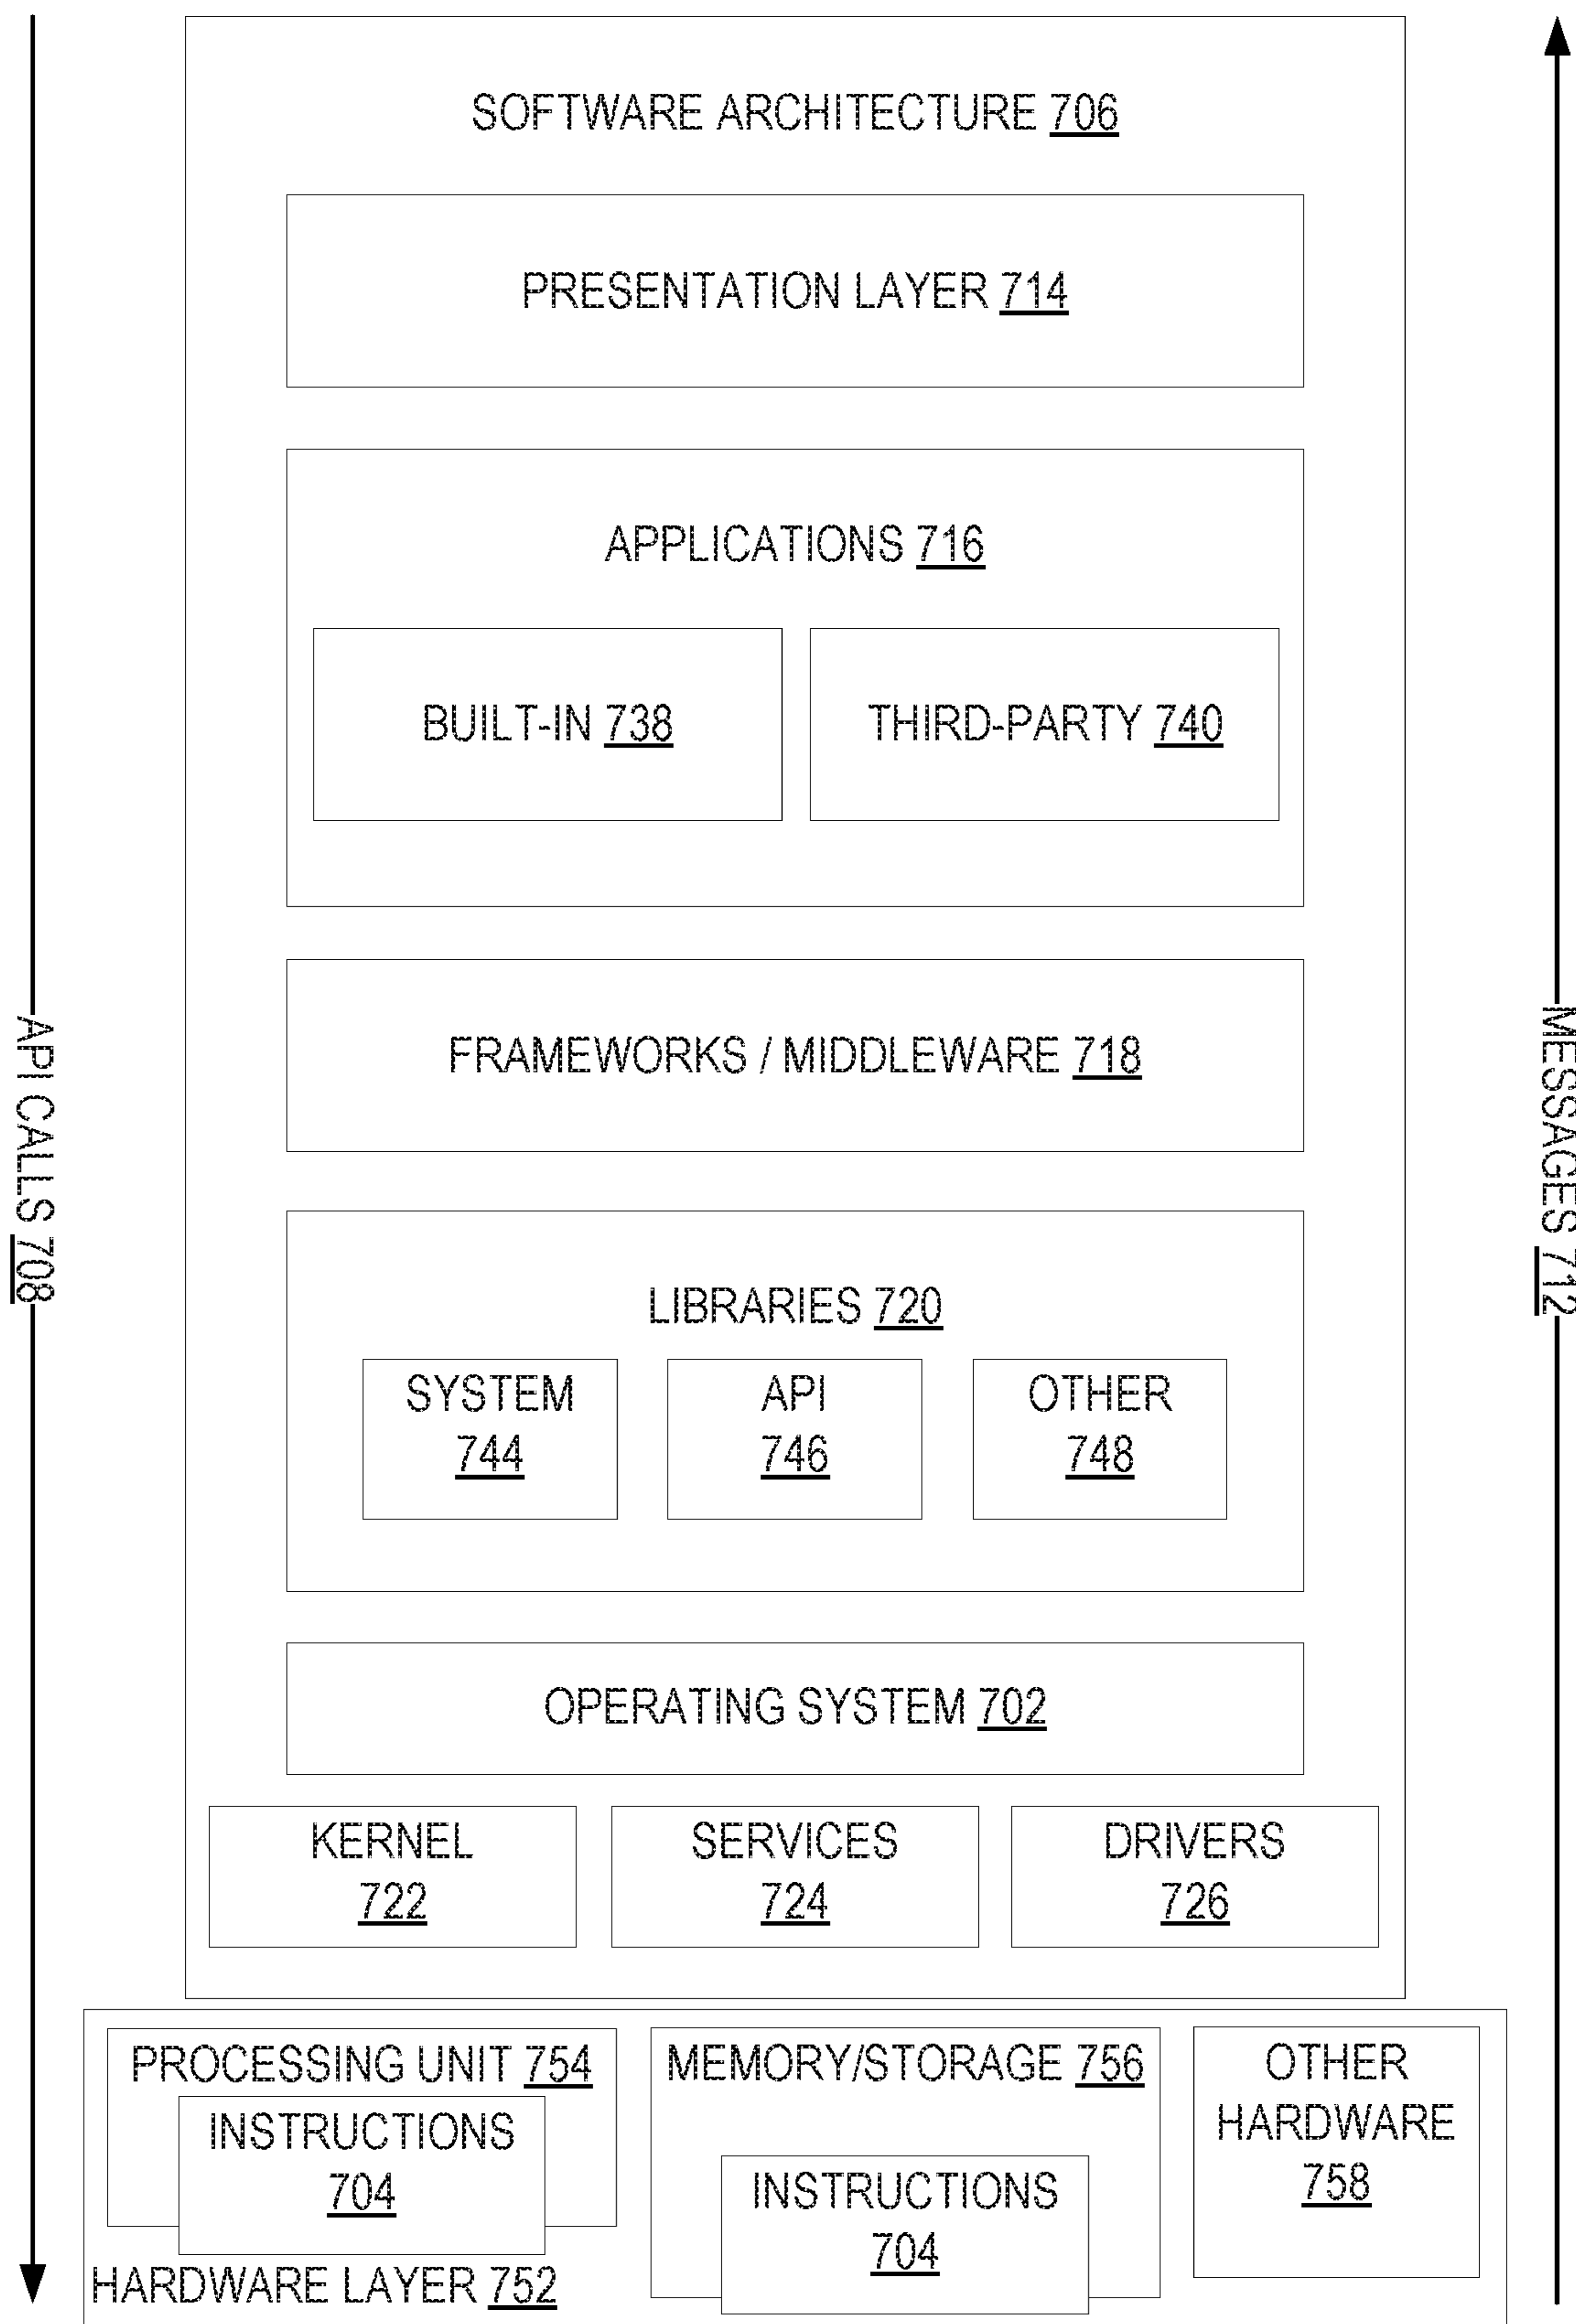 SOFTWARE ARCHITECTURE 706
PRESENTATION LAYER 714
APPLICATIONS 716
BUILT-IN 738
THIRD-PARTY 740
FRAMEWORKS / MIDDLEWARE 718
API CALLS 708
MESSAGES 712
LIBRARIES 720
SYSTEM
744
API
746
OTHER
748
OPERATING SYSTEM 702
KERNEL
722
SERVICES
724
DRIVERS
726
PROCESSING UNIT 754
INSTRUCTIONS
704
MEMORY/STORAGE 756
INSTRUCTIONS
704
OTHER
HARDWARE
758
HARDWARE LAYER 752